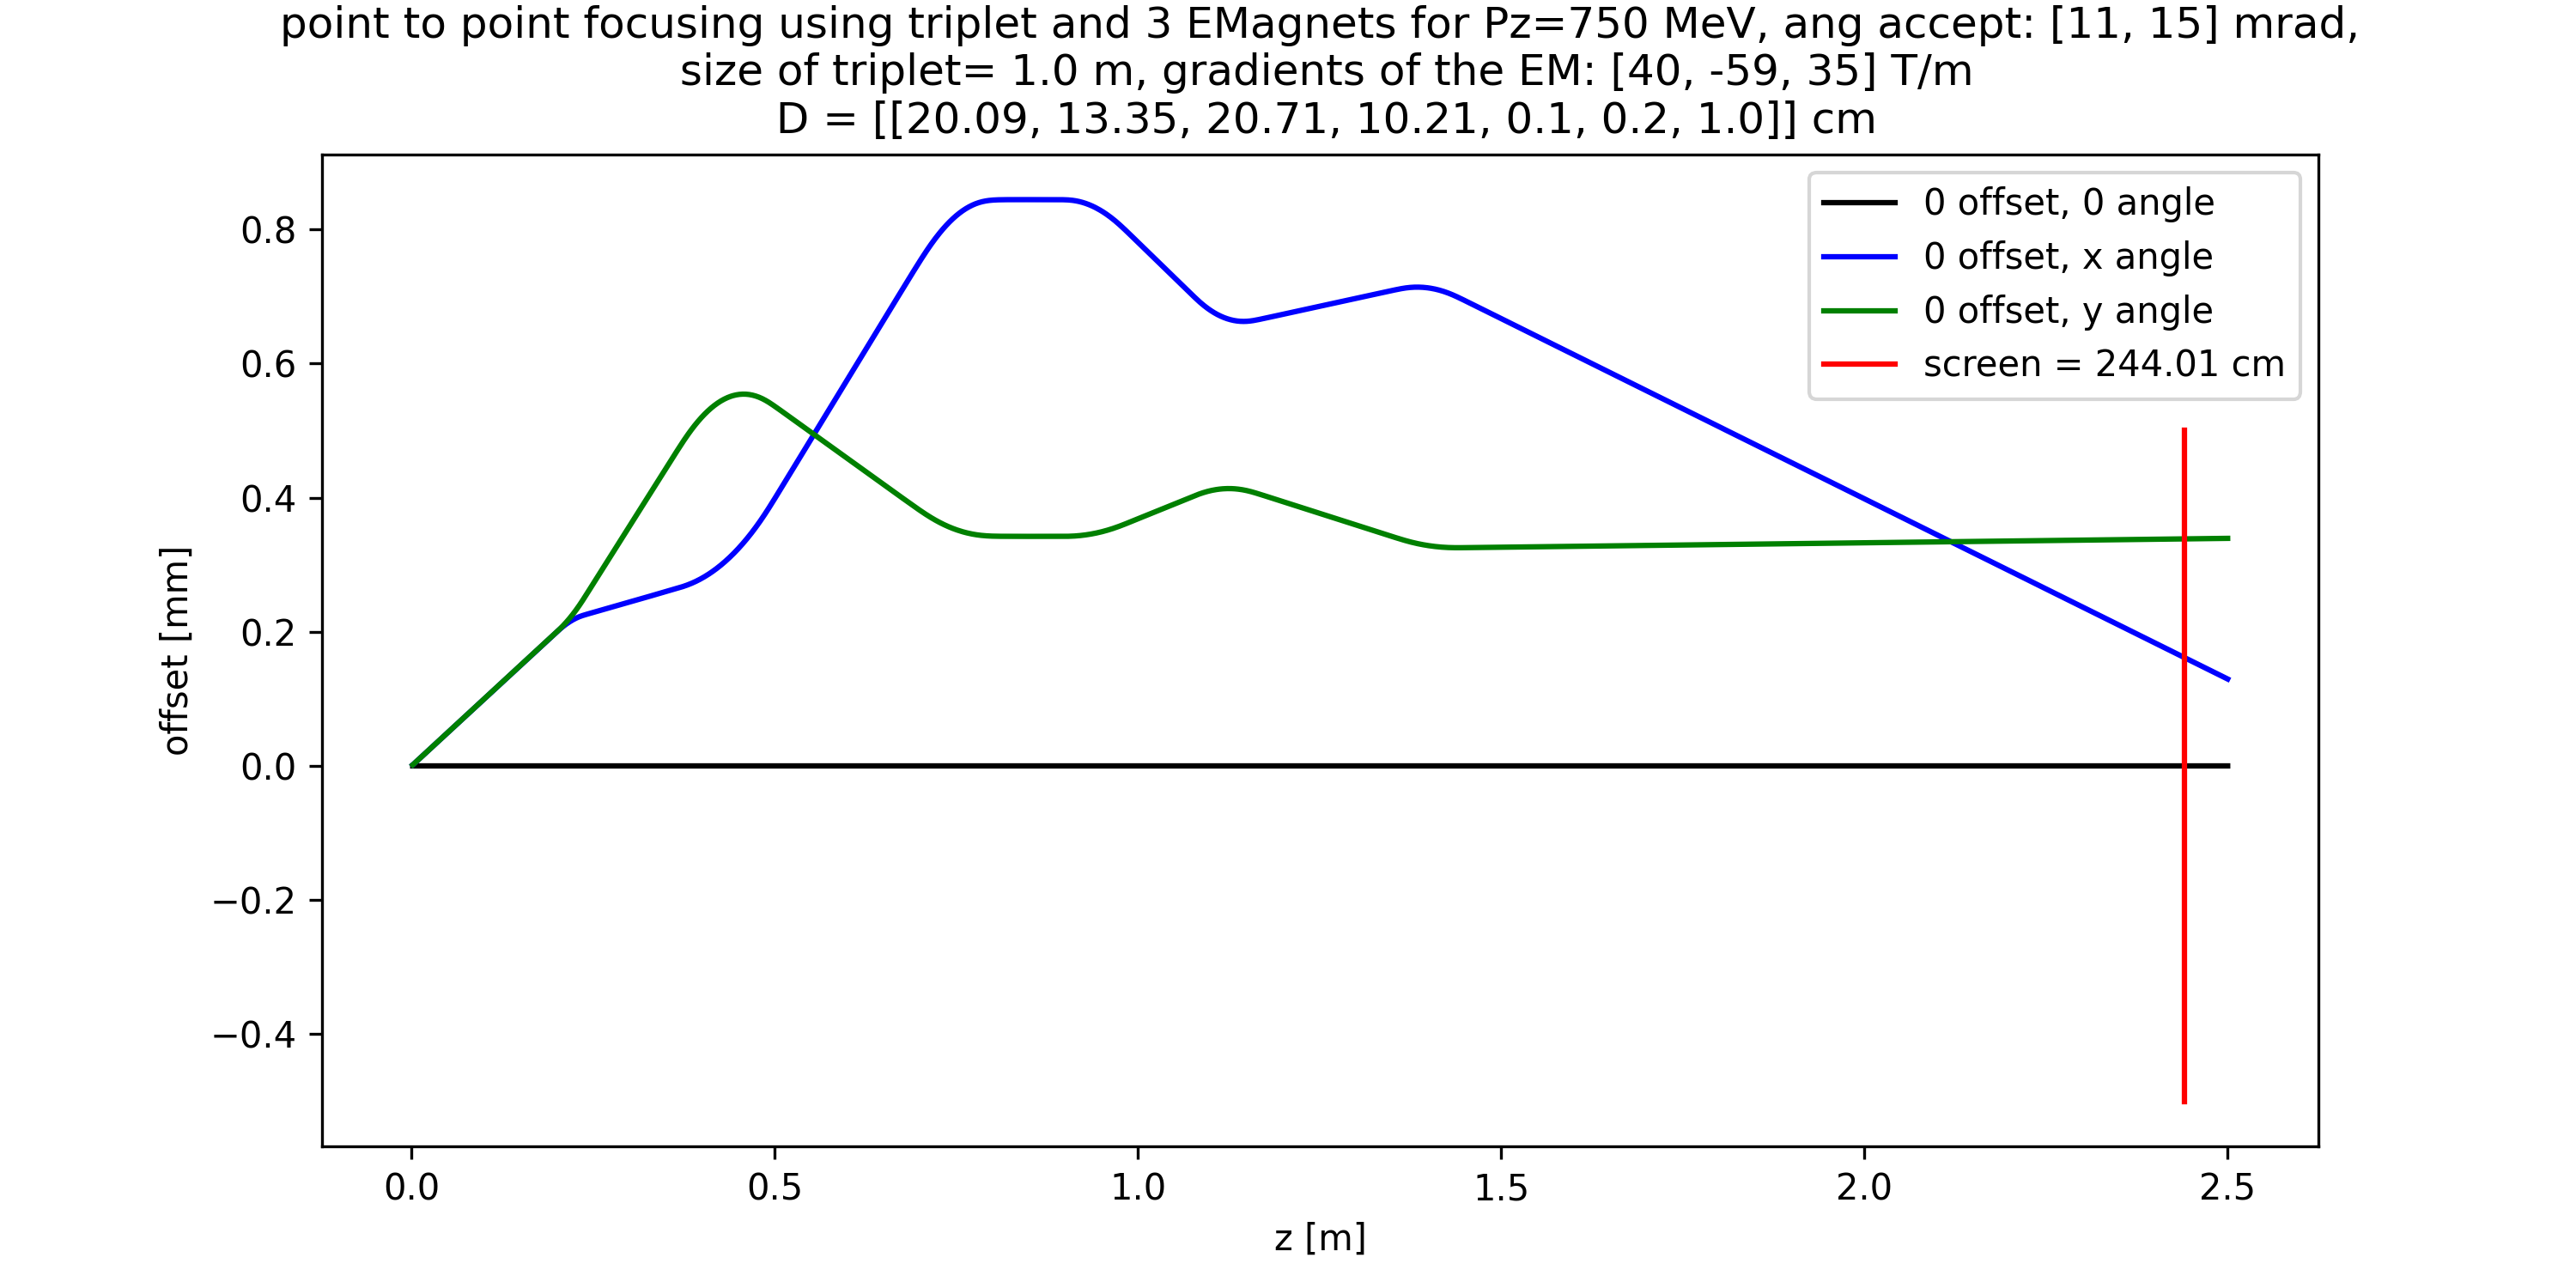 point to point focusing using triplet and 3 EMagnets for Pz=750 MeV, ang accept: [11, 15] mrad,
size of triplet= 1.0 m, gradients of the EM: [40, -59, 35] T/m
D = [[20.09, 13.35, 20.71, 10.21, 0.1, 0.2, 1.0]] cm
0 offset, 0 angle
0 offset, x angle
0 offset, y angle
screen = 244.01 cm
offset [mm]
0.8
0.6
0.4
0.2
0.0
−0.2
−0.4
0.0 0.5 1.0 1.5 2.0 2.5
z [m]